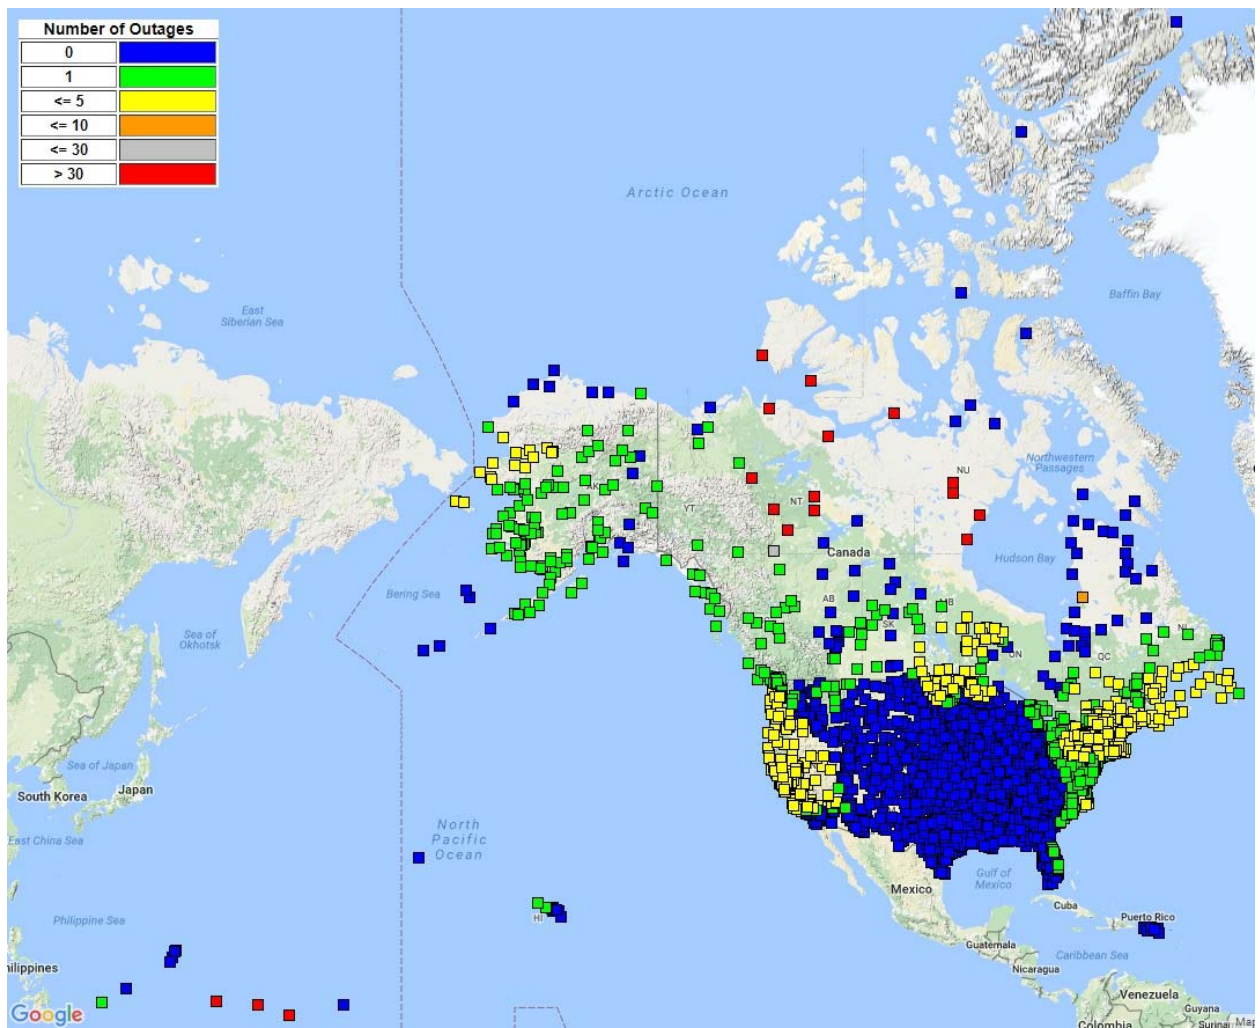 Number of Outages
0
1
<= 5
<= 10
<= 30
> 30
Arctic Ocean
East
Siberian Sea
Baffin Bay
Northwestern
Passages
NU
AK
YT
NT
Canada
Hudson Bay
Bering Sea
Sea of
Okhotsk
AB
MB
SK
ON
QC
NL
Sea of Japan
South Korea
Japan
East China Sea
North
Pacific
Ocean
Gulf of
Mexico
Mexico
Cuba
HI
Puerto Rico
Philippine Sea
Guatemala
Caribbean Sea
Nicaragua
hilippines
Venezuela
Guyana
Google
Colombia
Surinai
Map